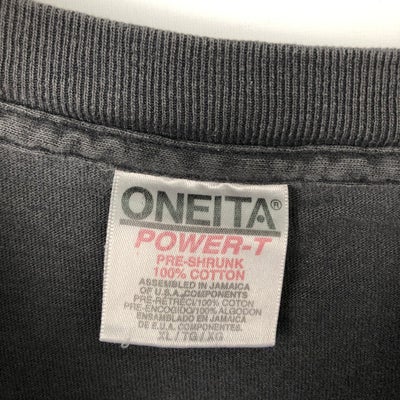 ONEITA®
POWER-T
PRE-SHRUNK
100% COTTON
ASSEMBLED IN JAMAICA
OF U.S.A. COMPONENTS
PRE-RETRECI/100% COTON
PRE-ENCOGIDO/100% ALGODON
ENSAMBLADO EN JAMAICA
DE E.U.A. COMPONENTES
XL / TG / XG